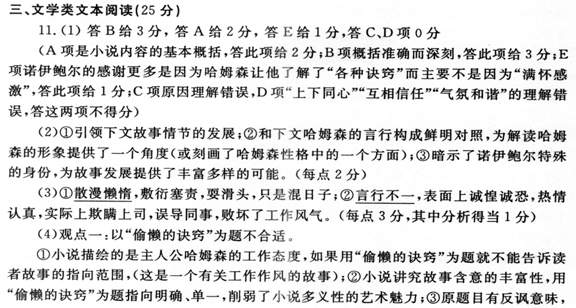 三、文学类文本阅读(25 分)
11.(1) 答 B 给 3 分，答 A 给 2 分，答 E 给 1 分，答 C、D 项 0 分
(A 项是小说内容的基本概括，答此项给 2 分；B 项概括准确而深刻，答此项给 3 分；E
项诺伊鲍尔的感谢更多是因为哈姆森让他了解了“各种诀窍”而主要不是因为“满怀感
激”，答此项给 1 分；C 项原因理解错误，D 项“上下同心”“互相信任”“气氛和谐”的理解错
误，答这两项不得分)
(2)①引领下文故事情节的发展；②和下文哈姆森的言行构成鲜明对照，为解读哈姆
森的形象提供了一个角度(或刻画了哈姆森性格中的一个方面)；③暗示了诺伊鲍尔特殊
的身份，为故事发展提供了丰富多样的可能。(每点 2 分)
(3)①散漫懒惰，敷衍塞责，耍滑头，只是混日子；②言行不一，表面上诚惶诚恐，热情
认真，实际上欺瞒上司，误导同事，败坏了工作风气。(每点 3 分，其中分析得当 1 分)
(4)观点一：以“偷懒的诀窍”为题不合适。
①小说描绘的是主人公哈姆森的工作态度，如果用“偷懒的诀窍”为题就不能告诉读
者故事的指向范围，(这是一个有关工作作风的故事)；②小说讲究故事含意的丰富性，用
“偷懒的诀窍”为题指向明确、单一，削弱了小说多义性的艺术魅力；③原题目有反讽意味，